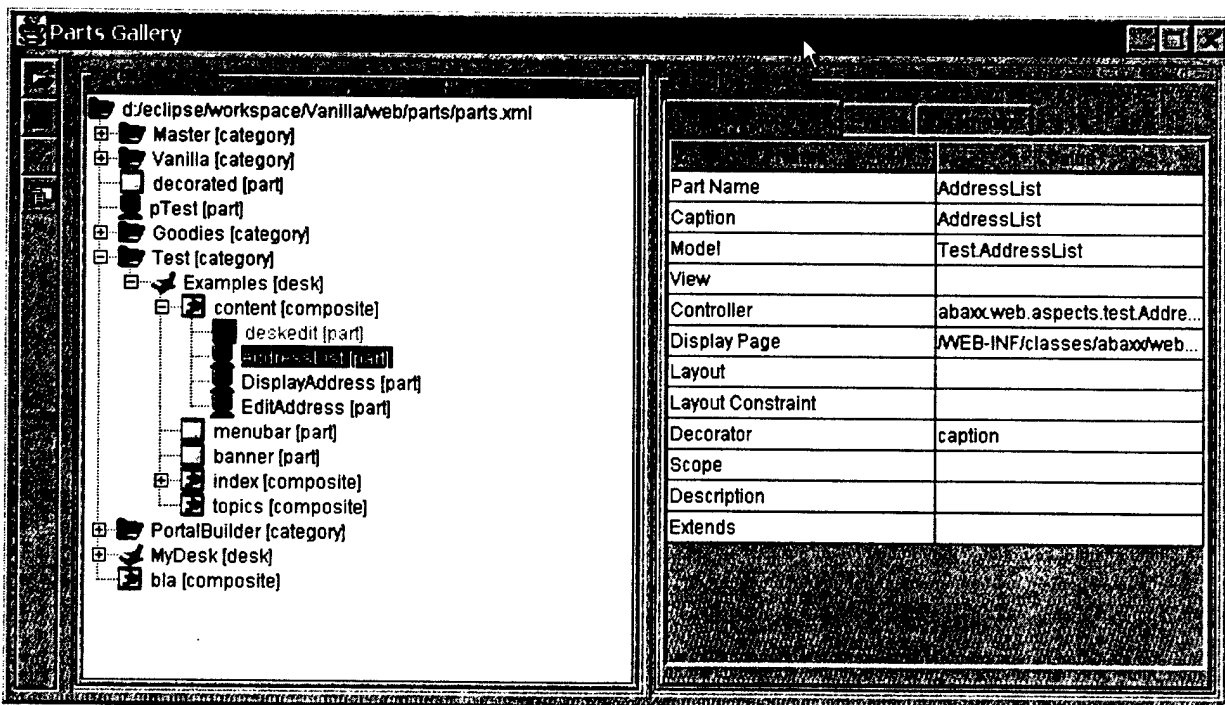 Parts Gallery
d:/eclipse/workspace/Vanilla/web/parts/parts.xml
Master [category]
Vanilla [category]
decorated [part]
pTest [part]
Goodies [category]
Test [category]
Examples [desk]
content [composite]
deskedit [part]
AddressList [part]
DisplayAddress [part]
EditAddress [part]
menubar [part]
banner [part]
index [composite]
topics [composite]
PortalBuilder [category]
MyDesk [desk]
bla [composite]
Part Name AddressList
Caption AddressList
Model Test.AddressList
View
Controller abaxx.web.aspects.test.Addre...
Display Page /WEB-INF/classes/abaxx/web...
Layout
Layout Constraint
Decorator caption
Scope
Description
Extends